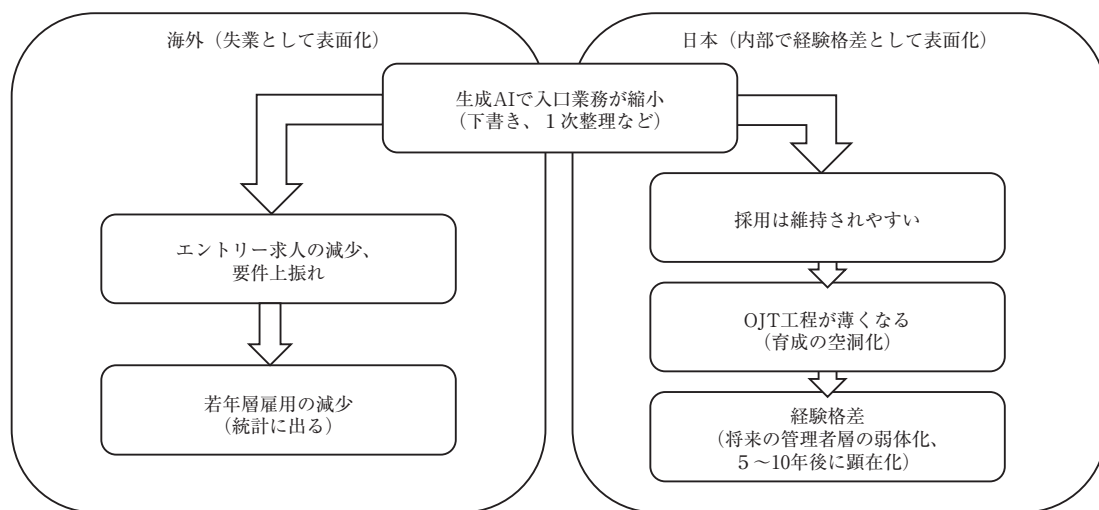 海外（失業として表面化）
日本（内部で経験格差として表面化）
生成AIで入口業務が縮小
（下書き、１次整理など）
エントリー求人の減少、
要件上振れ
若年層雇用の減少
（統計に出る）
採用は維持されやすい
OJT工程が薄くなる
（育成の空洞化）
経験格差
（将来の管理者層の弱体化、
５～10年後に顕在化）